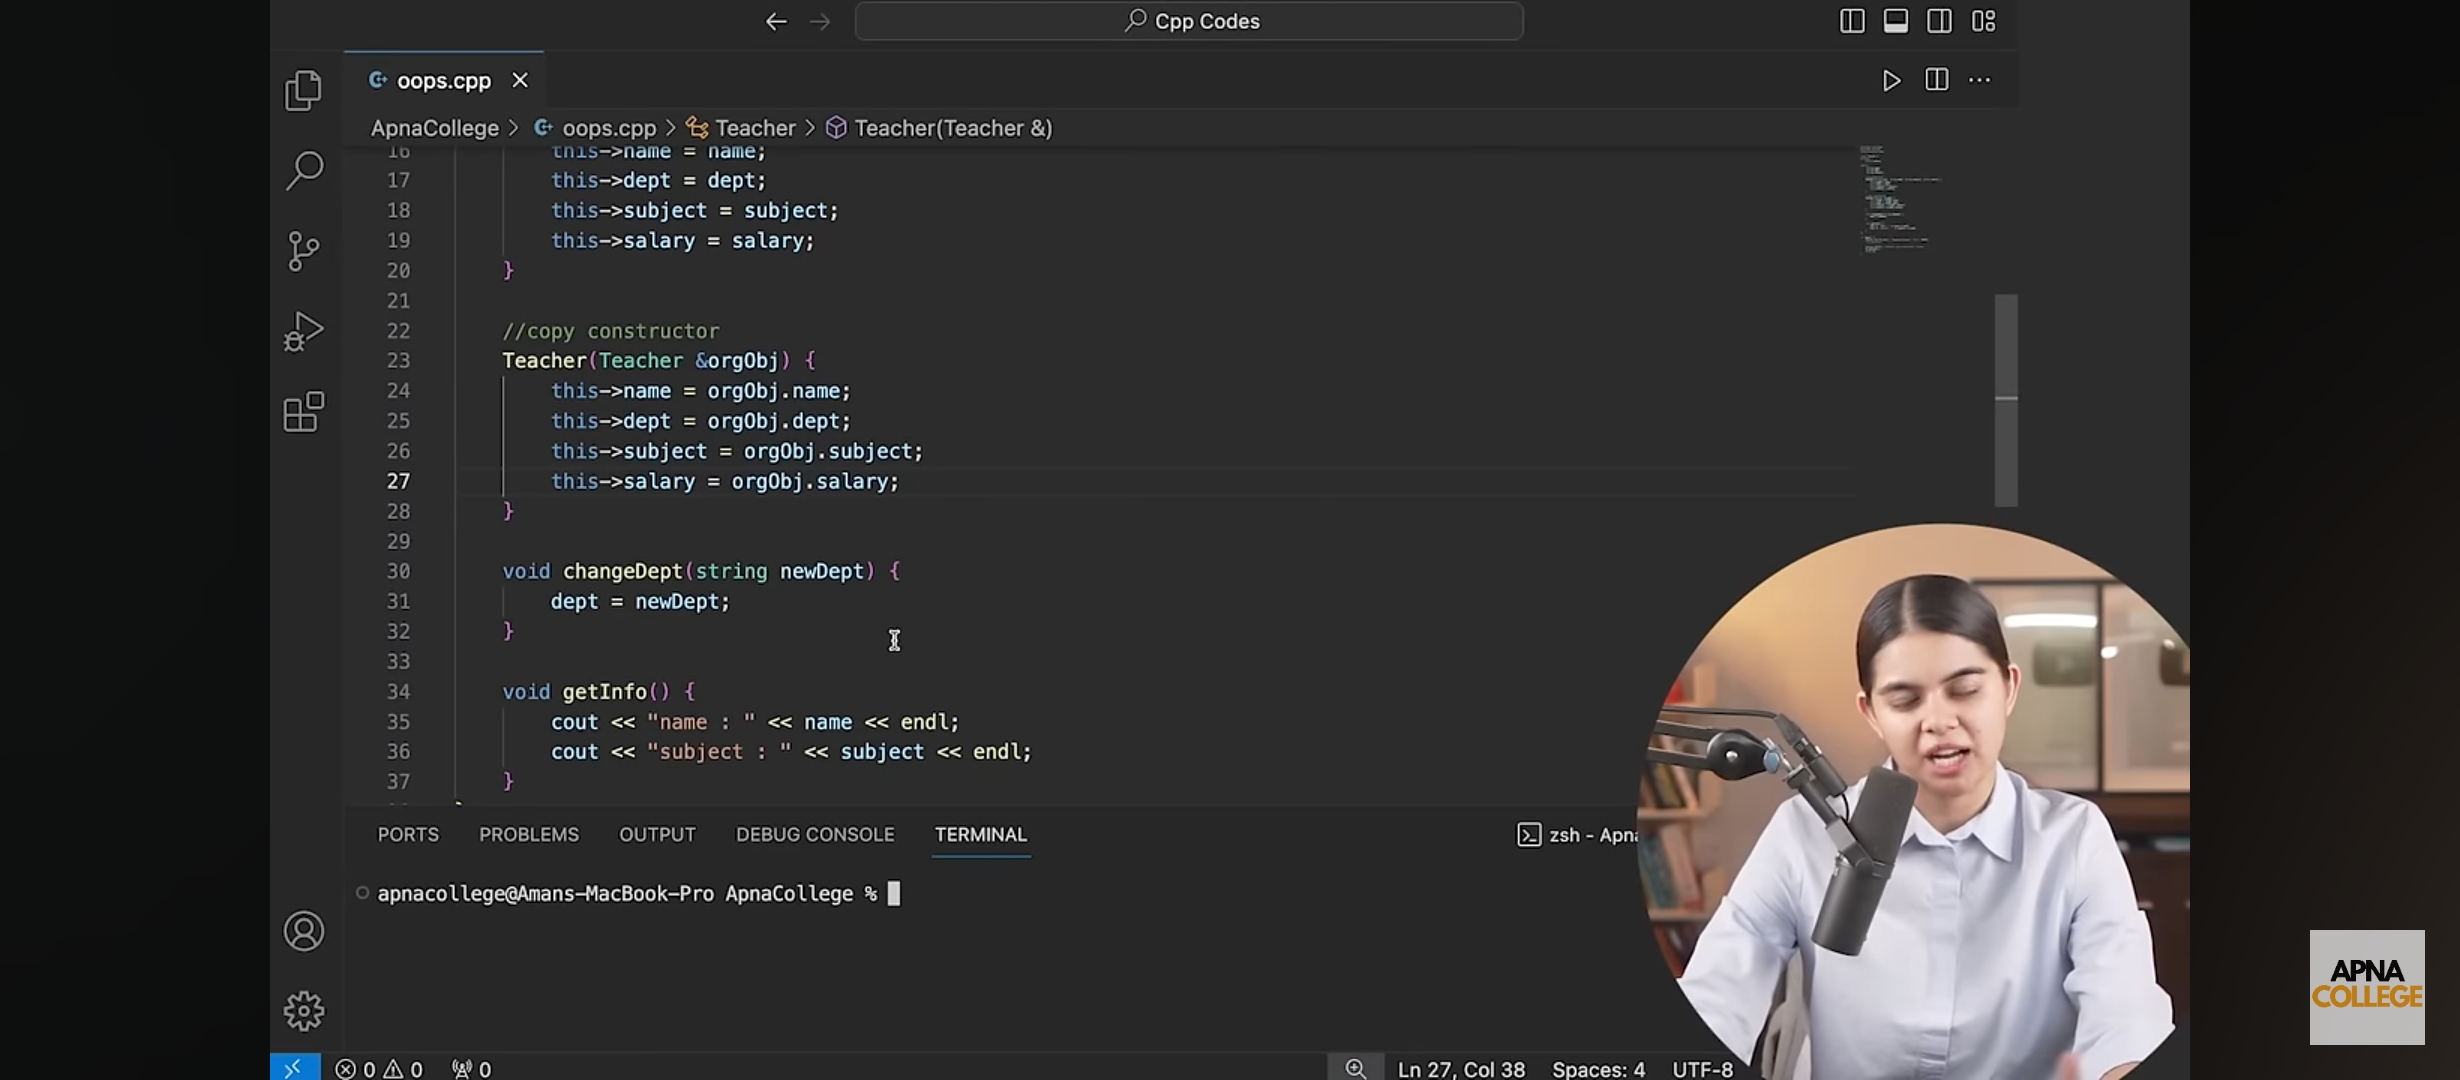 Cpp Codes
oops.cpp
ApnaCollege > oops.cpp > Teacher > Teacher(Teacher &)
16 this->name = name;
17 this->dept = dept;
18 this->subject = subject;
19 this->salary = salary;
20 }
21
22 //copy constructor
23 Teacher(Teacher &orgObj) {
24 this->name = orgObj.name;
25 this->dept = orgObj.dept;
26 this->subject = orgObj.subject;
27 this->salary = orgObj.salary;
28 }
29
30 void changeDept(string newDept) {
31 dept = newDept;
32 }
33
34 void getInfo() {
35 cout << "name : " << name << endl;
36 cout << "subject : " << subject << endl;
37 }
PORTS PROBLEMS OUTPUT DEBUG CONSOLE TERMINAL zsh - Apna
apnacollege@Amans-MacBook-Pro ApnaCollege %
APNA
COLLEGE
0 0 0 Ln 27, Col 38 Spaces: 4 UTF-8